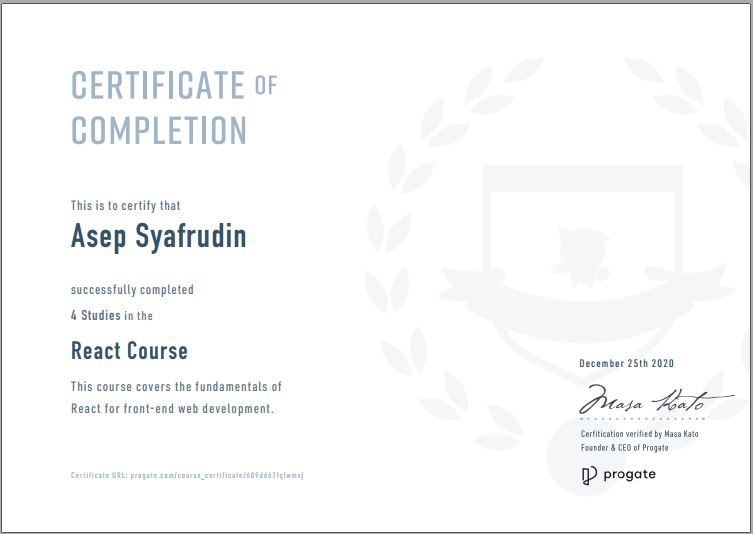 CERTIFICATE OF
COMPLETION
This is to certify that
Asep Syafrudin
successfully completed
4 Studies in the
React Course
This course covers the fundamentals of
React for front-end web development.
December 25th 2020
Masa Kato
Cerfitication verified by Masa Kato
Founder & CEO of Progate
progate
Certificate URL: progate.com/course_certificate/609dd67fqlwmxj